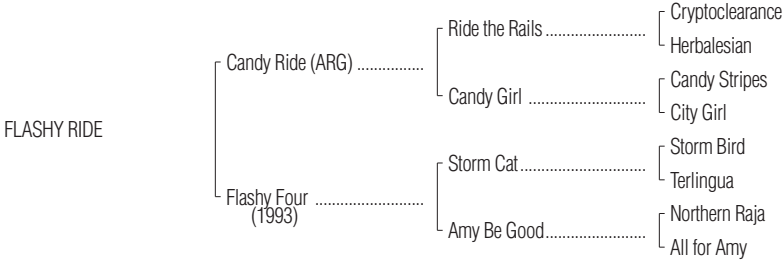 Cryptoclearance
Ride the Rails ........................
Herbalesian
Candy Ride (ARG) ................
Candy Stripes
Candy Girl ............................
City Girl
FLASHY RIDE
Storm Bird
Storm Cat..............................
Terlingua
Flashy Four ..........................
(1993)
Northern Raja
Amy Be Good........................
All for Amy